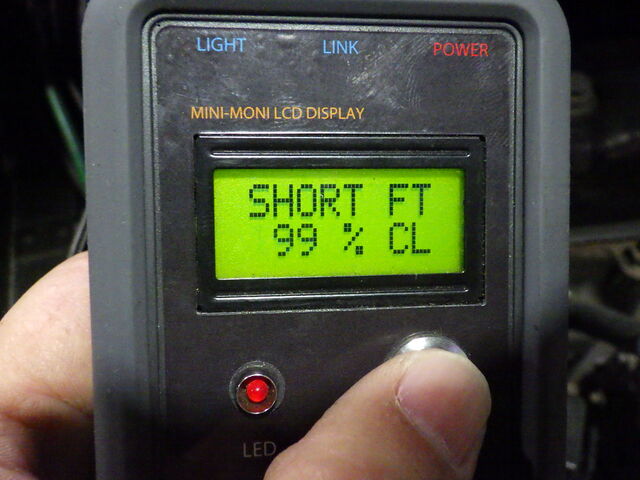 LIGHT LINK POWER
MINI-MONI LCD DISPLAY
SHORT FT
99 % CL
LED